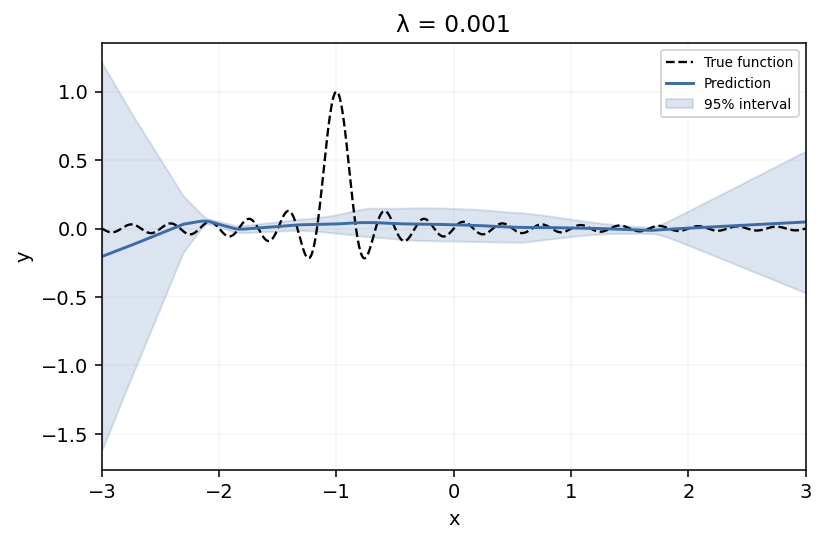 λ = 0.001
True function
Prediction
95% interval
1.0
0.5
0.0
−0.5
−1.0
−1.5
y
−3 −2 −1 0 1 2 3
x